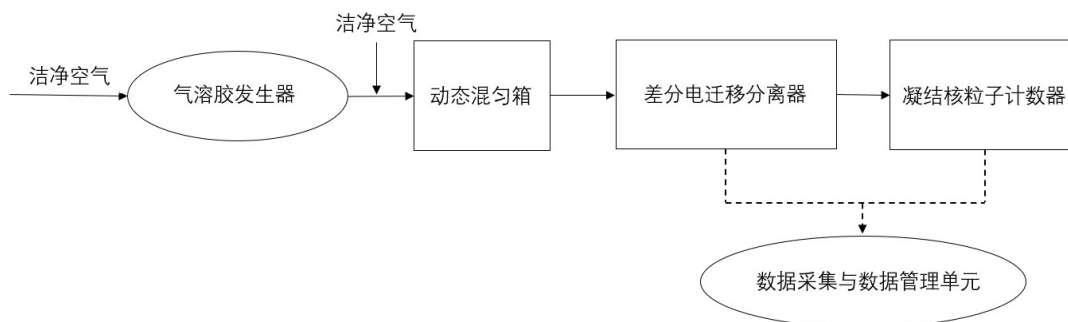 洁净空气
洁净空气
气溶胶发生器
动态混匀箱
差分电迁移分离器
凝结核粒子计数器
数据采集与数据管理单元